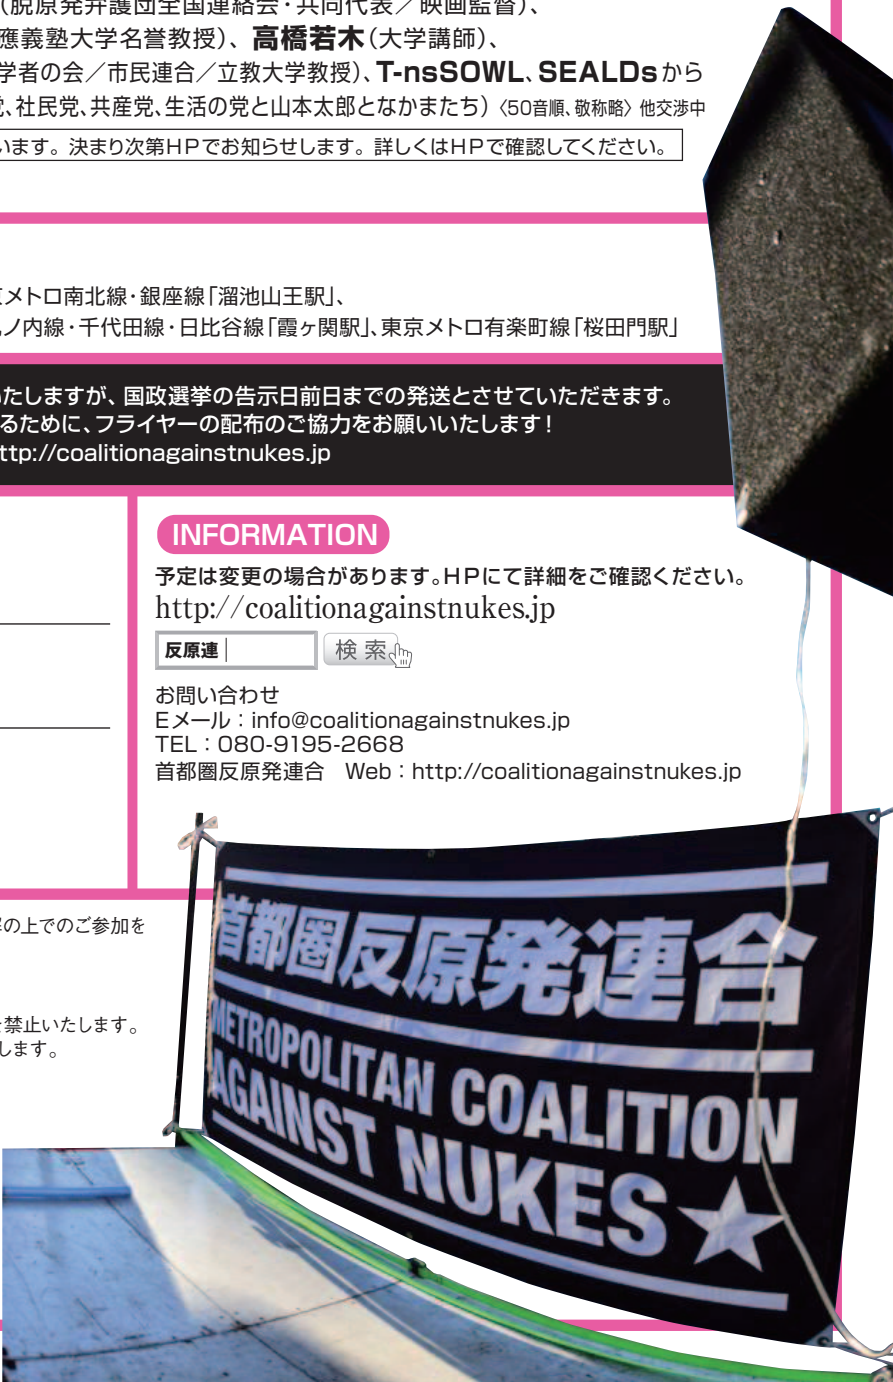 (脱原発弁護団全国連絡会・共同代表／映画監督)、
應義塾大学名誉教授)、高橋若木(大学講師)、
学者の会／市民連合／立教大学教授)、T-nsSOWL、SEALDsから
、社民党、共産党、生活の党と山本太郎となかまたち)〈50音順、敬称略〉他交渉中
います。決まり次第HPでお知らせします。詳しくはHPで確認してください。
メトロ南北線・銀座線「溜池山王駅」、
ノ内線・千代田線・日比谷線「霞ヶ関駅」、東京メトロ有楽町線「桜田門駅」
いたしますが、国政選挙の告示日前日までの発送とさせていただきます。
るために、フライヤーの配布のご協力をお願いいたします！
ttp://coalitionagainstnukes.jp
INFORMATION
予定は変更の場合があります。HPにて詳細をご確認ください。
http://coalitionagainstnukes.jp
反原連 検索
お問い合わせ
Eメール：info@coalitionagainstnukes.jp
TEL：080-9195-2668
首都圏反原発連合　Web：http://coalitionagainstnukes.jp
の上でのご参加を
禁止いたします。
します。
首都圏反原発連合
METROPOLITAN COALITION
AGAINST NUKES★